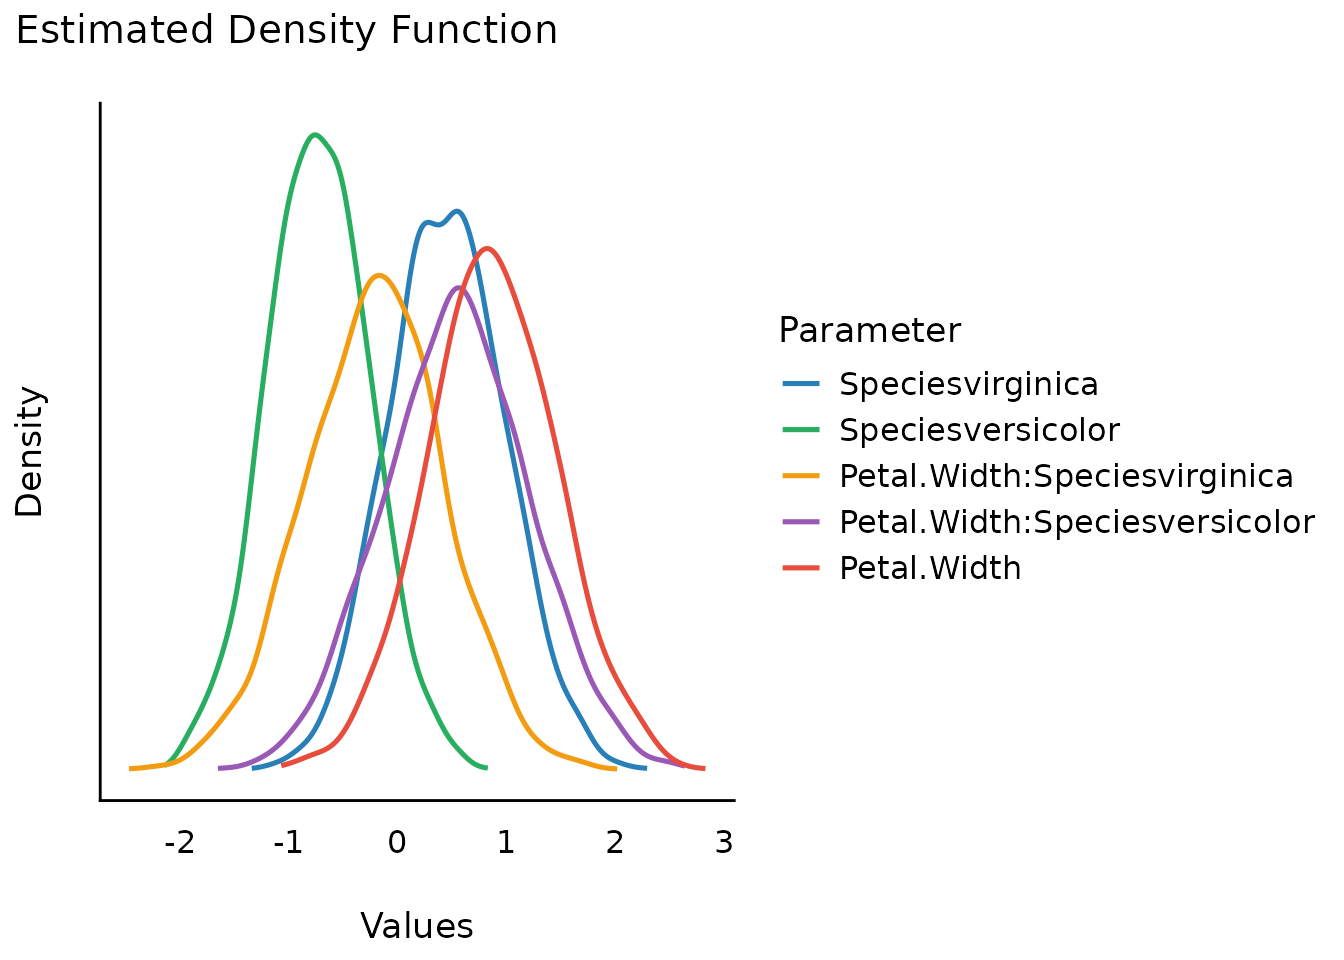 Estimated Density Function
Density
-2 -1 0 1 2 3
Values
Parameter
Speciesvirginica
Speciesversicolor
Petal.Width:Speciesvirginica
Petal.Width:Speciesversicolor
Petal.Width